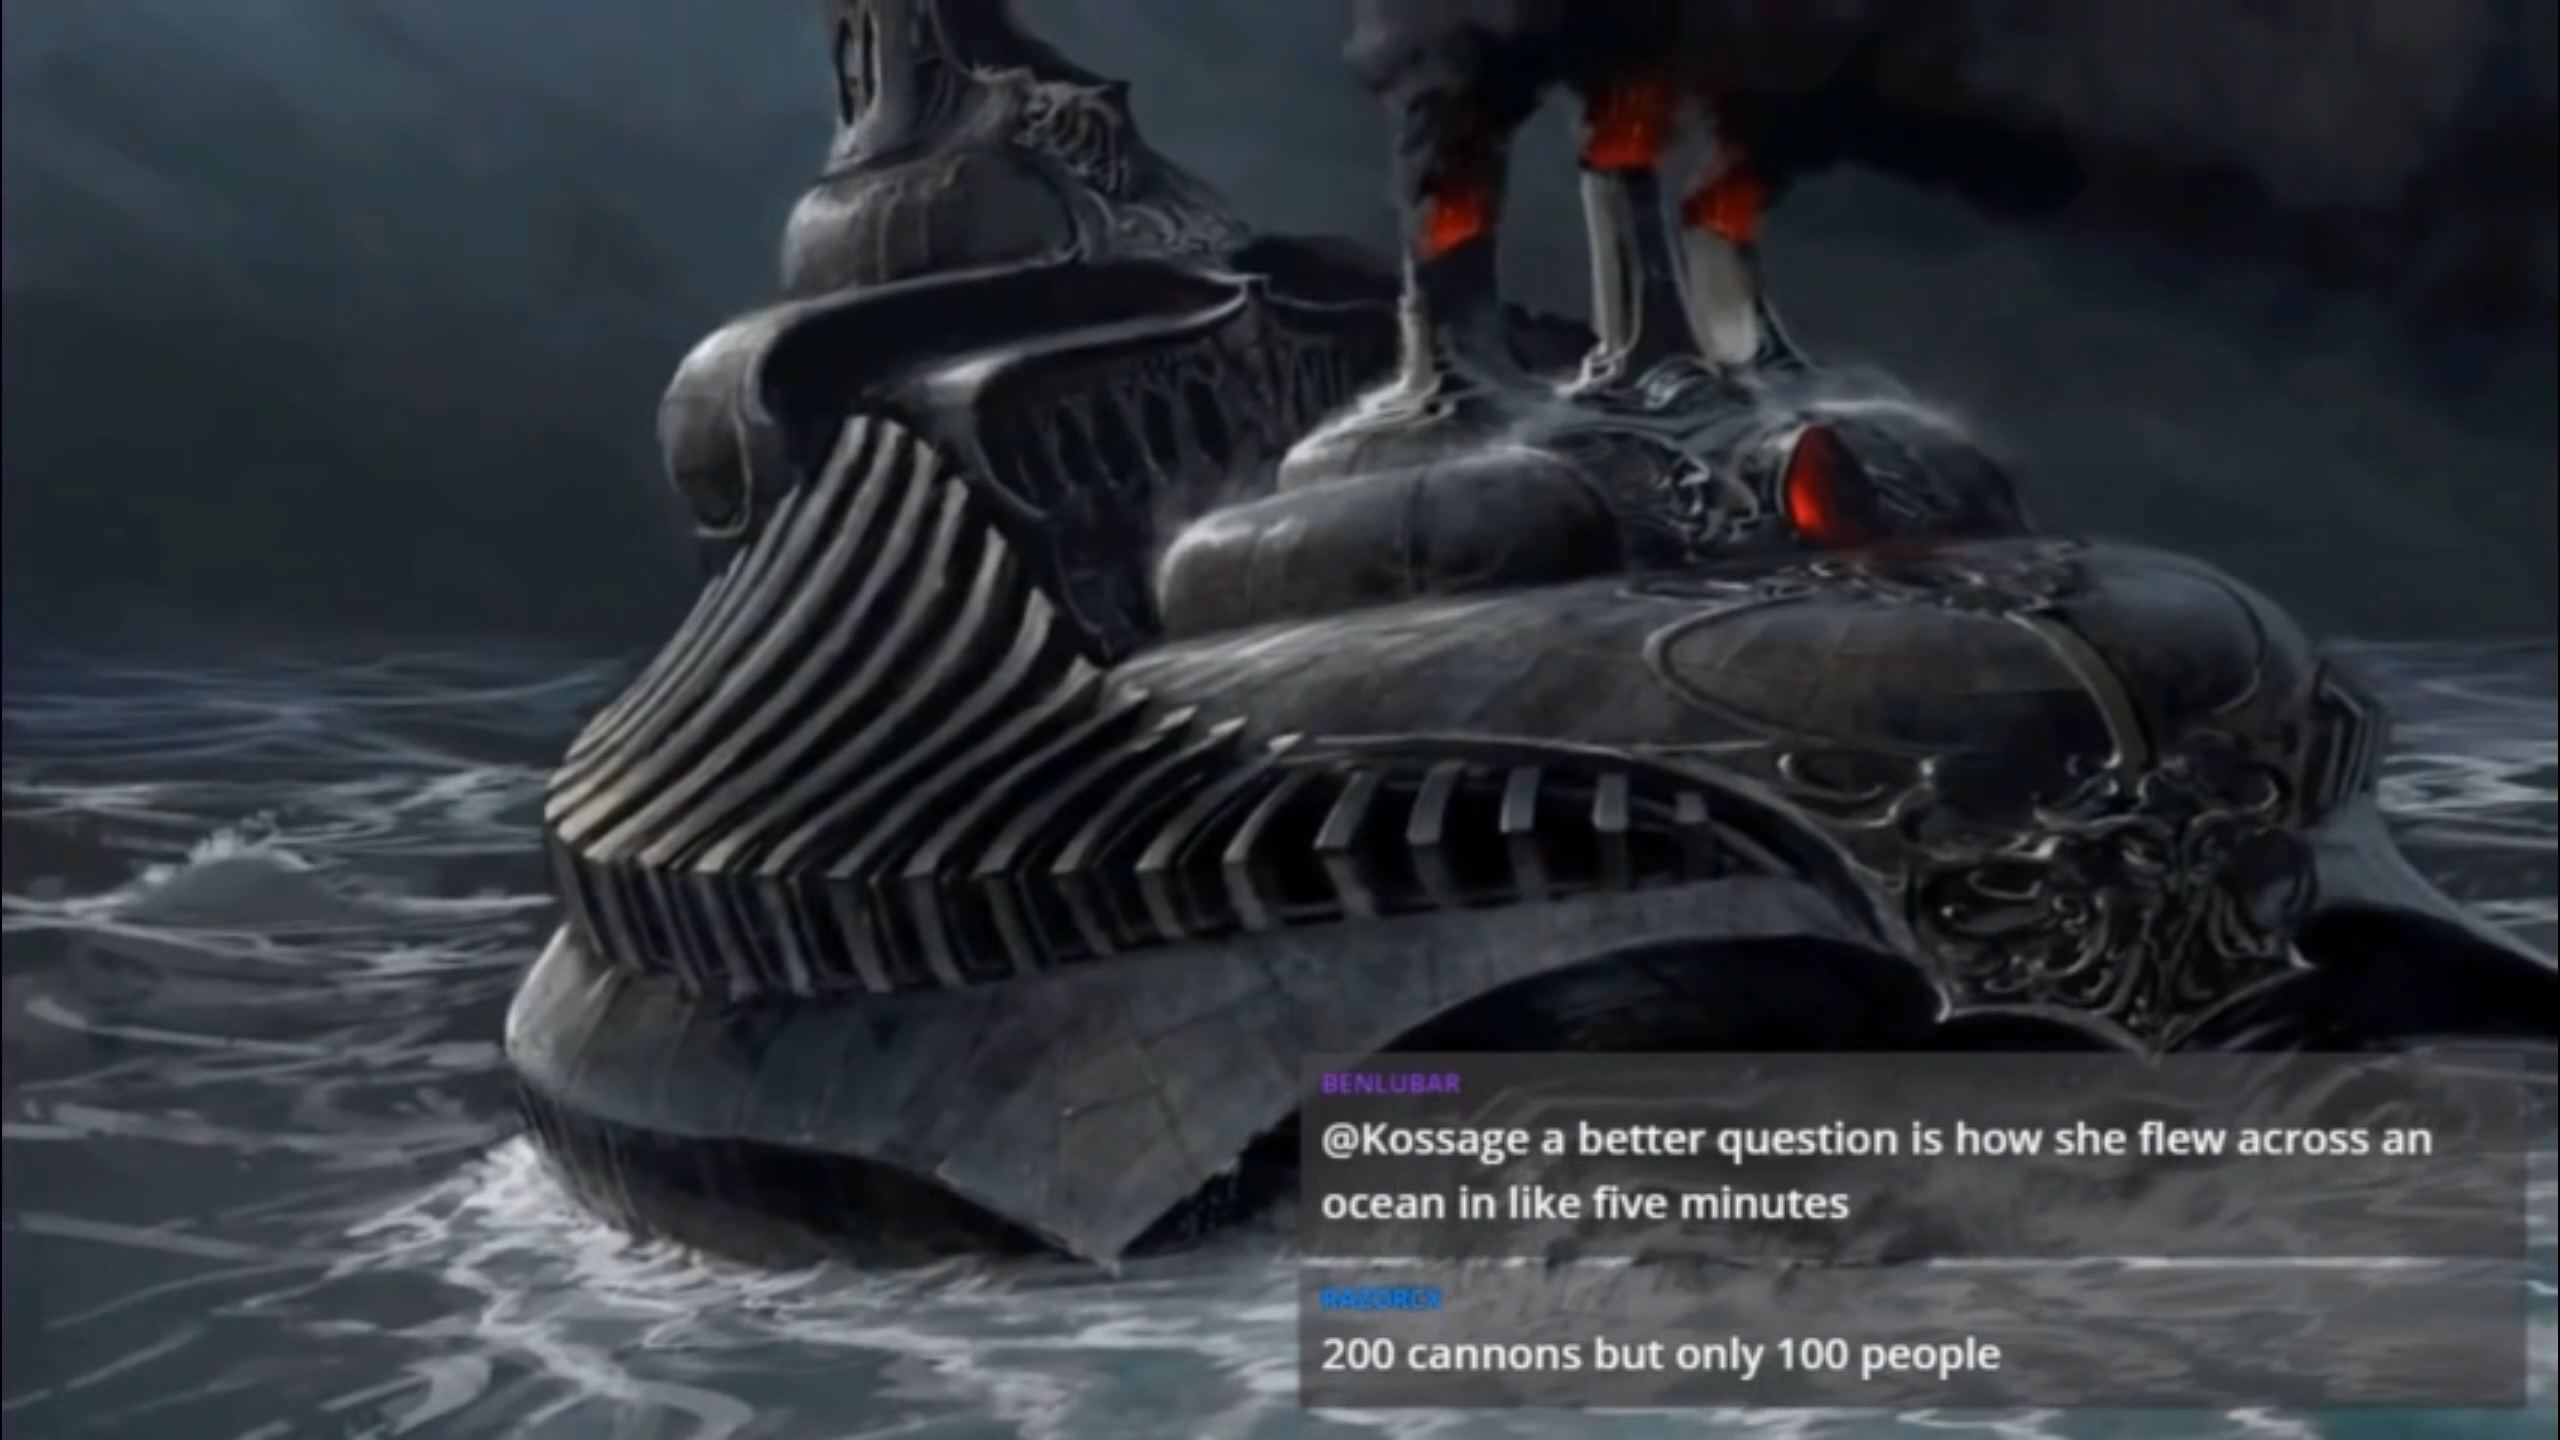 BENLUBAR
@Kossage a better question is how she flew across an
ocean in like five minutes
RAZORCX
200 cannons but only 100 people